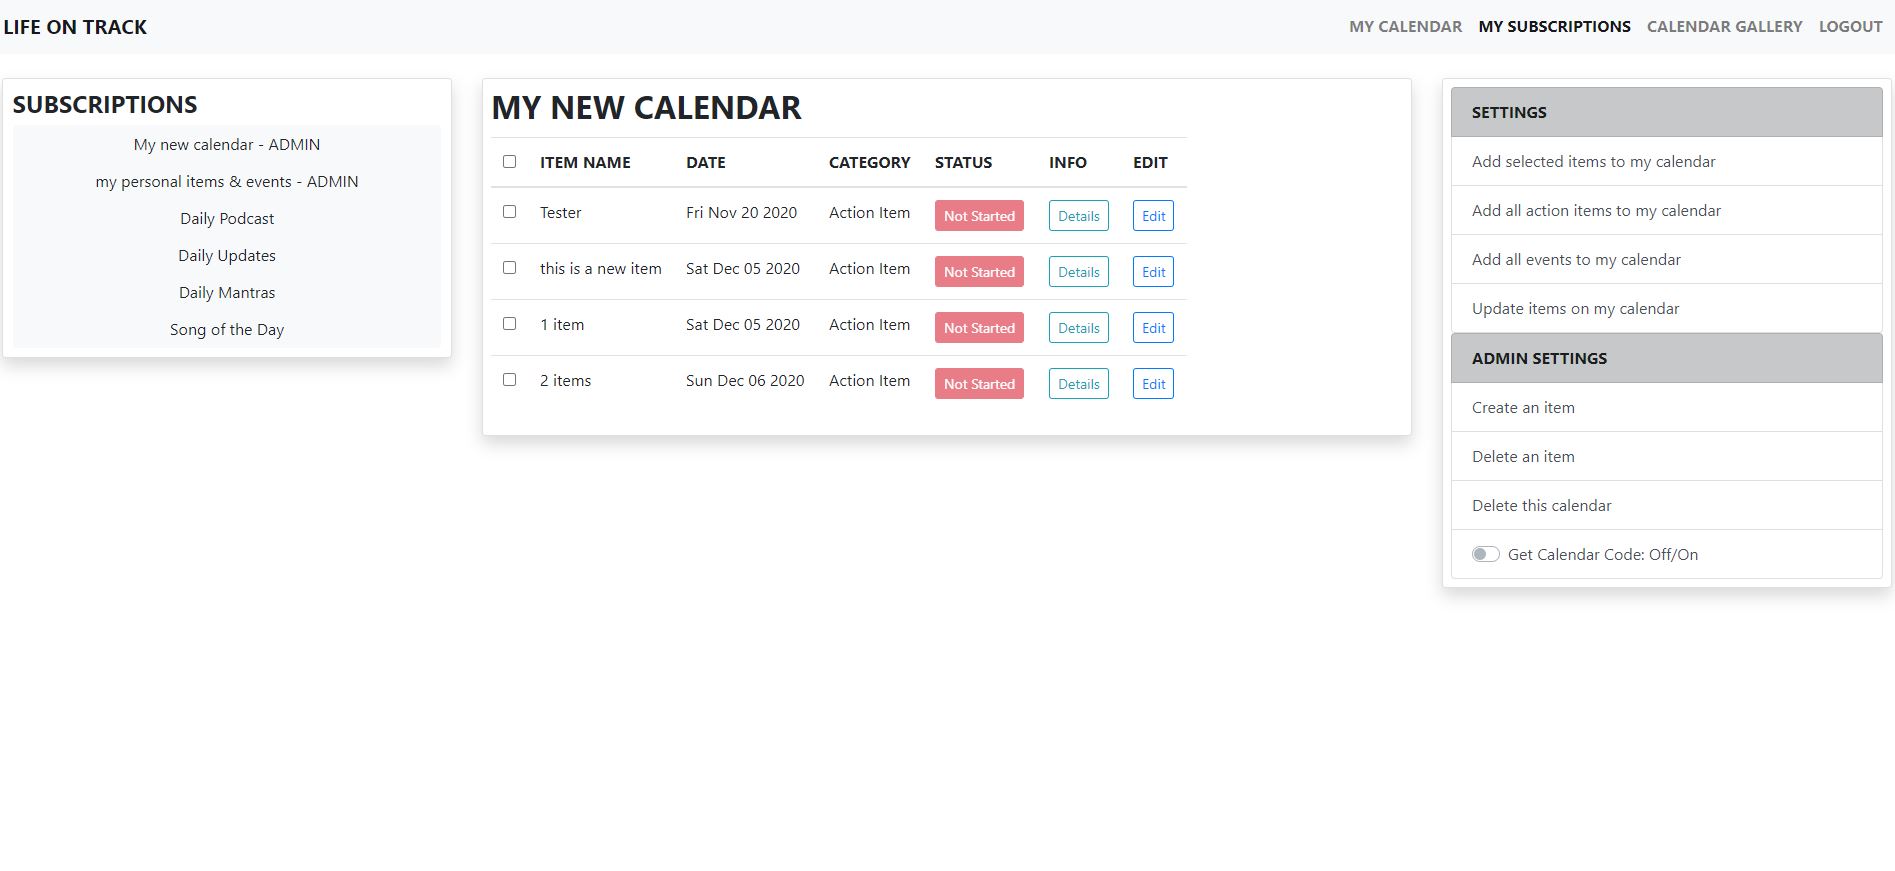 LIFE ON TRACK
MY CALENDAR MY SUBSCRIPTIONS CALENDAR GALLERY LOGOUT
SUBSCRIPTIONS
My new calendar - ADMIN
my personal items & events - ADMIN
Daily Podcast
Daily Updates
Daily Mantras
Song of the Day
MY NEW CALENDAR
ITEM NAME DATE CATEGORY STATUS INFO EDIT
Tester Fri Nov 20 2020 Action Item Not Started Details Edit
this is a new item Sat Dec 05 2020 Action Item Not Started Details Edit
1 item Sat Dec 05 2020 Action Item Not Started Details Edit
2 items Sun Dec 06 2020 Action Item Not Started Details Edit
SETTINGS
Add selected items to my calendar
Add all action items to my calendar
Add all events to my calendar
Update items on my calendar
ADMIN SETTINGS
Create an item
Delete an item
Delete this calendar
Get Calendar Code: Off/On